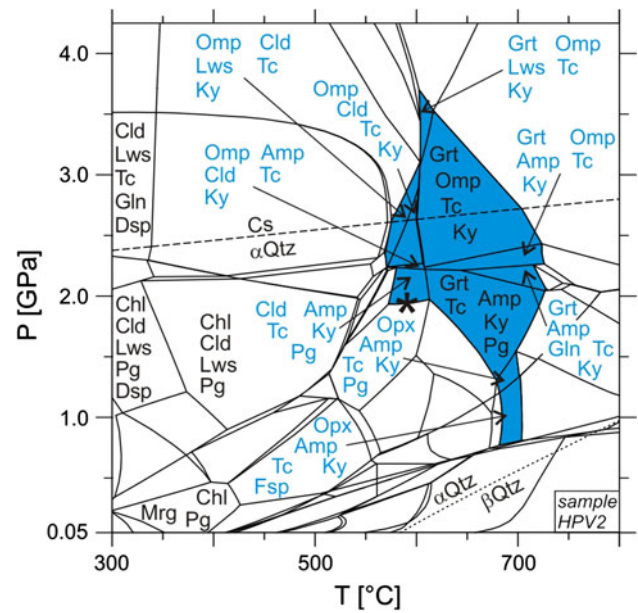 4.0
3.0
2.0
1.0
0.05
P [GPa]
300
500
700
T [°C]
Omp Cld
Lws Tc
Ky
Omp
Cld
Tc
Ky
Grt Omp
Lws Tc
Ky
Cld
Lws
Tc
Gln
Dsp
Omp Amp
Cld Tc
Ky
Grt
Omp
Tc
Ky
Grt Omp
Amp Tc
Ky
Cs
αQtz
Chl
Cld
Lws
Pg
Dsp
Chl
Cld
Lws
Pg
Cld Amp
Tc Ky
Pg
*
Grt
Tc Amp
Ky
Pg
Opx
Amp
Tc Ky
Pg
Grt
Amp
Gln Tc
Ky
Opx
Amp
Tc Ky
Fsp
Chl
Mrg Pg
αQtz
βQtz
sample
HPV2